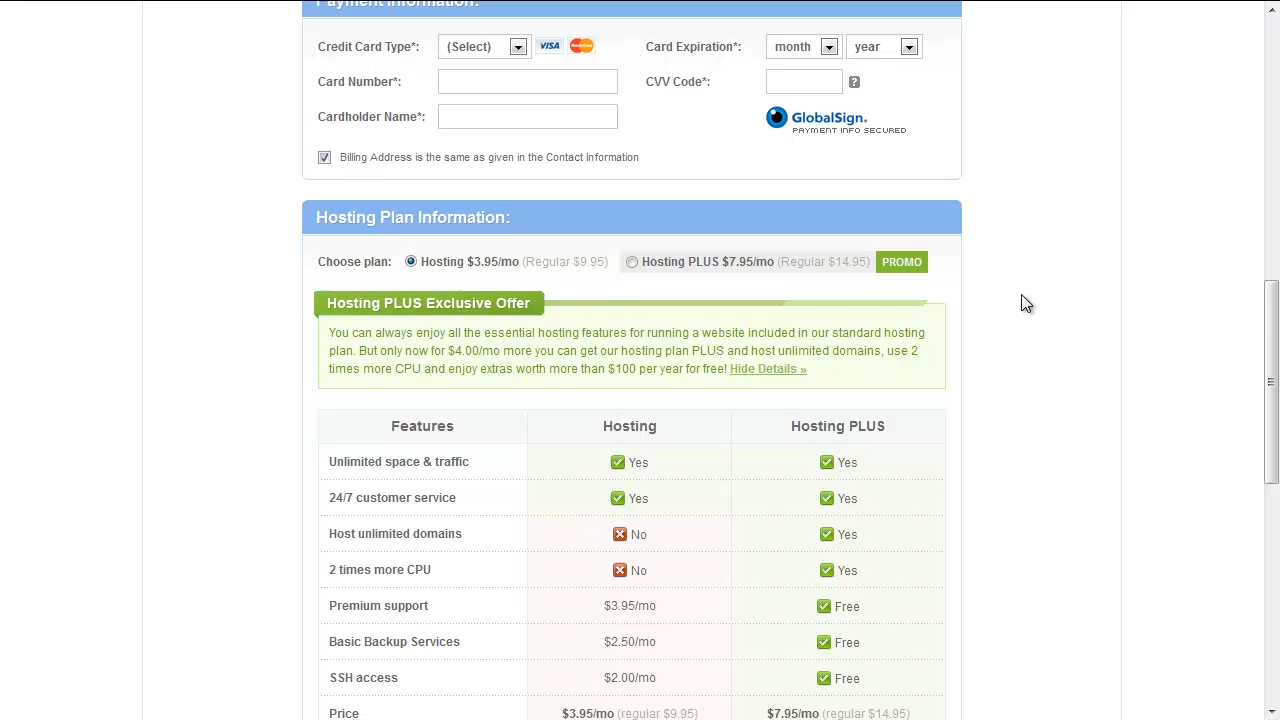 Payment Information:
Credit Card Type*: (Select) VISA MasterCard Card Expiration*: month year
Card Number*: CVV Code*: ?
Cardholder Name*: GlobalSign.
PAYMENT INFO SECURED
Billing Address is the same as given in the Contact Information
Hosting Plan Information:
Choose plan: Hosting $3.95/mo (Regular $9.95) Hosting PLUS $7.95/mo (Regular $14.95) PROMO
Hosting PLUS Exclusive Offer
You can always enjoy all the essential hosting features for running a website included in our standard hosting
plan. But only now for $4.00/mo more you can get our hosting plan PLUS and host unlimited domains, use 2
times more CPU and enjoy extras worth more than $100 per year for free! Hide Details »
Features Hosting Hosting PLUS
Unlimited space & traffic Yes Yes
24/7 customer service Yes Yes
Host unlimited domains No Yes
2 times more CPU No Yes
Premium support $3.95/mo Free
Basic Backup Services $2.50/mo Free
SSH access $2.00/mo Free
Price $3.95/mo (regular $9.95) $7.95/mo (regular $14.95)